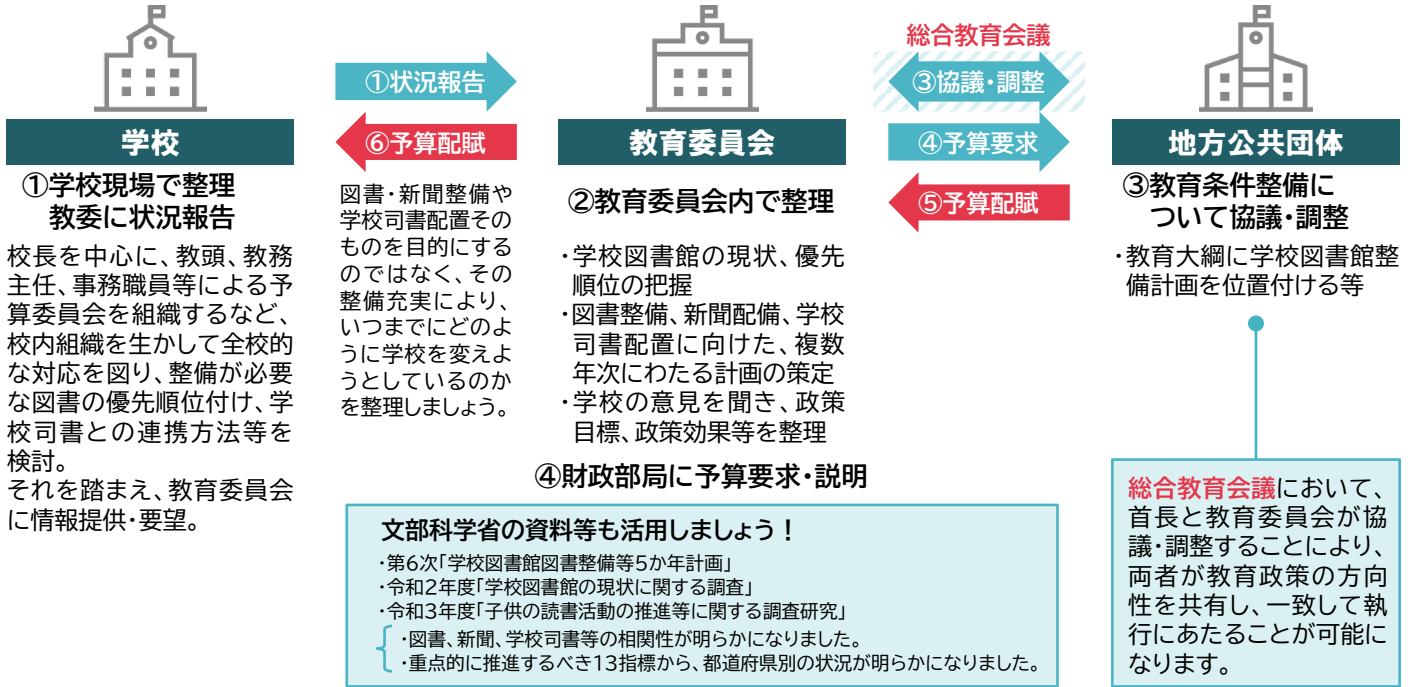 学校
①学校現場で整理
教委に状況報告
校長を中心に、教頭、教務
主任、事務職員等による予
算委員会を組織するなど、
校内組織を生かして全校的
な対応を図り、整備が必要
な図書の優先順位付け、学
校司書との連携方法等を
検討。
それを踏まえ、教育委員会
に情報提供・要望。
①状況報告
⑥予算配賦
図書・新聞整備や
学校司書配置そのも
ものを目的にする
のではなく、その
整備充実により、
いつまでにどのよ
うに学校を変えよ
うとしているのか
を整理しましょう。
教育委員会
②教育委員会内で整理
・学校図書館の現状、優先
順位の把握
・図書整備、新聞配備、学校
司書配置に向けた、複数
年次にわたる計画の策定
・学校の意見を聞き、政策
目標、政策効果等を整理
④財政部局に予算要求・説明
文部科学省の資料等も活用しましょう！
・第6次「学校図書館図書整備等5か年計画」
・令和2年度「学校図書館の現状に関する調査」
・令和3年度「子供の読書活動の推進等に関する調査研究」
・図書、新聞、学校司書等の相関性が明らかになりました。
・重点的に推進するべき13指標から、都道府県別の状況が明らかになりました。
総合教育会議
③協議・調整
④予算要求
⑤予算配賦
地方公共団体
③教育条件整備に
ついて協議・調整
・教育大綱に学校図書館整
備計画を位置付ける等
総合教育会議において、
首長と教育委員会が協
議・調整することにより、
両者が教育政策の方向
性を共有し、一致して執
行にあたることが可能に
なります。